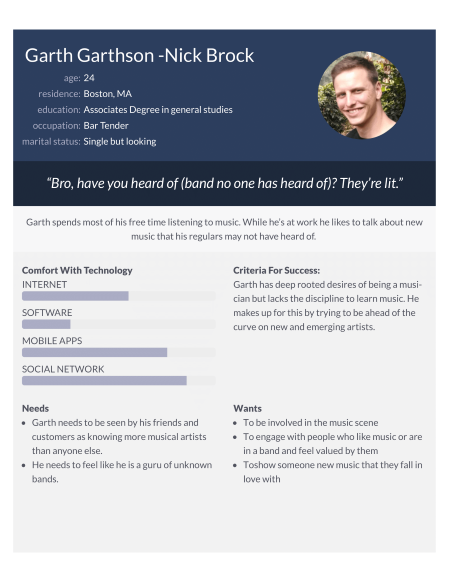 Garth Garthson -Nick Brock
age: 24
residence: Boston, MA
education: Associates Degree in general studies
occupation: Bar Tender
marital status: Single but looking
“Bro, have you heard of (band no one has heard of)? They’re lit.”
Garth spends most of his free time listening to music. While he’s at work he likes to talk about new
music that his regulars may not have heard of.
Comfort With Technology
INTERNET
SOFTWARE
MOBILE APPS
SOCIAL NETWORK
Criteria For Success:
Garth has deep rooted desires of being a musi-
cian but lacks the discipline to learn music. He
makes up for this by trying to be ahead of the
curve on new and emerging artists.
Needs
• Garth needs to be seen by his friends and
customers as knowing more musical artists
than anyone else.
• He needs to feel like he is a guru of unknown
bands.
Wants
• To be involved in the music scene
• To engage with people who like music or are
in a band and feel valued by them
• Toshow someone new music that they fall in
love with